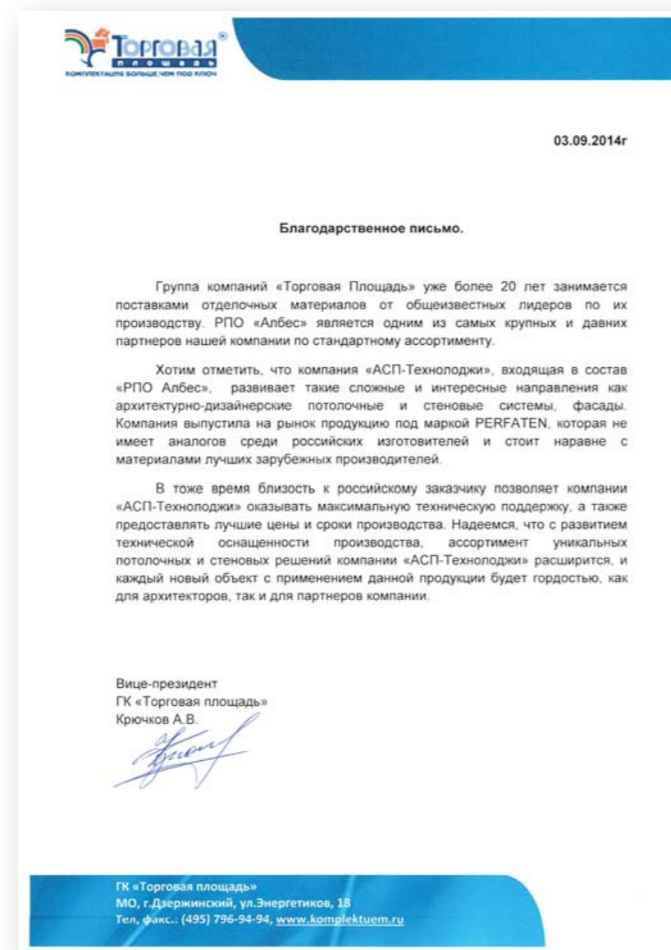 Торговая®
площадь
КОМПЛЕКТАЦИЯ БОЛЬШЕ, ЧЕМ ПОД КЛЮЧ
03.09.2014г
Благодарственное письмо.
Группа компаний «Торговая Площадь» уже более 20 лет занимается
поставками отделочных материалов от общеизвестных лидеров по их
производству. РПО «Албес» является одним из самых крупных и давних
партнеров нашей компании по стандартному ассортименту.
Хотим отметить, что компания «АСП-Технолоджи», входящая в состав
«РПО Албес», развивает такие сложные и интересные направления как
архитектурно-дизайнерские потолочные и стеновые системы, фасады.
Компания выпустила на рынок продукцию под маркой PERFATEN, которая не
имеет аналогов среди российских изготовителей и стоит наравне с
материалами лучших зарубежных производителей.
В тоже время близость к российскому заказчику позволяет компании
«АСП-Технолоджи» оказывать максимальную техническую поддержку, а также
предоставлять лучшие цены и сроки производства. Надеемся, что с развитием
технической оснащенности производства, ассортимент уникальных
потолочных и стеновых решений компании «АСП-Технолоджи» расширится, и
каждый новый объект с применением данной продукции будет гордостью, как
для архитекторов, так и для партнеров компании.
Вице-президент
ГК «Торговая площадь»
Крючков А.В.
ГК «Торговая площадь»
МО, г.Дзержинский, ул.Энергетиков, 18
Тел, факс.: (495) 796-94-94, www.komplektuem.ru